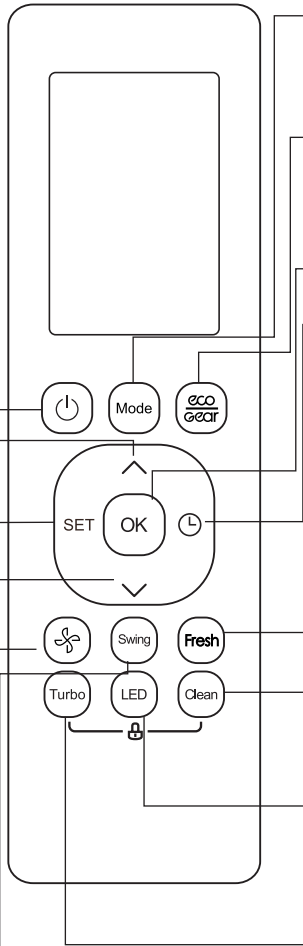 Mode
eco
Gear
SET
OK
Swing
Fresh
Turbo
LED
Clean